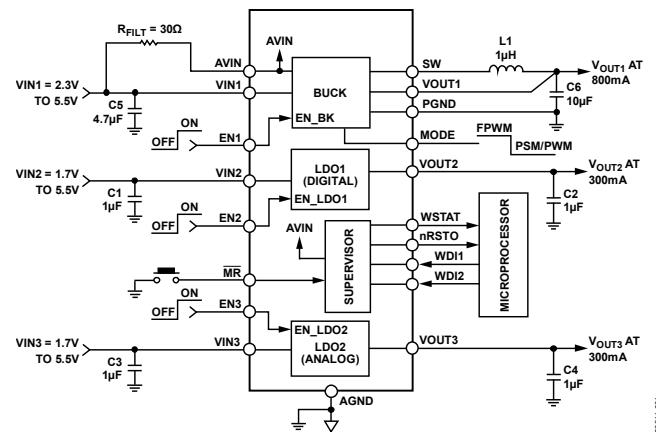 RFILT = 30Ω
AVIN
AVIN
VIN1 = 2.3V
TO 5.5V
VIN1
C5
4.7µF
BUCK
SW
L1
1µH
VOUT1 AT
800mA
VOUT1
C6
10µF
PGND
OFF
ON
EN1
EN_BK
MODE
FPWM
PSM/PWM
VIN2 = 1.7V
TO 5.5V
VIN2
C1
1µF
LDO1
(DIGITAL)
VOUT2
VOUT2 AT
300mA
C2
1µF
OFF
ON
EN2
EN_LDO1
AVIN
SUPERVISOR
WSTAT
nRSTO
WDI1
WDI2
MICROPROCESSOR
MR
OFF
ON
EN3
EN_LDO2
VIN3 = 1.7V
TO 5.5V
VIN3
C3
1µF
LDO2
(ANALOG)
VOUT3
VOUT3 AT
300mA
C4
1µF
AGND